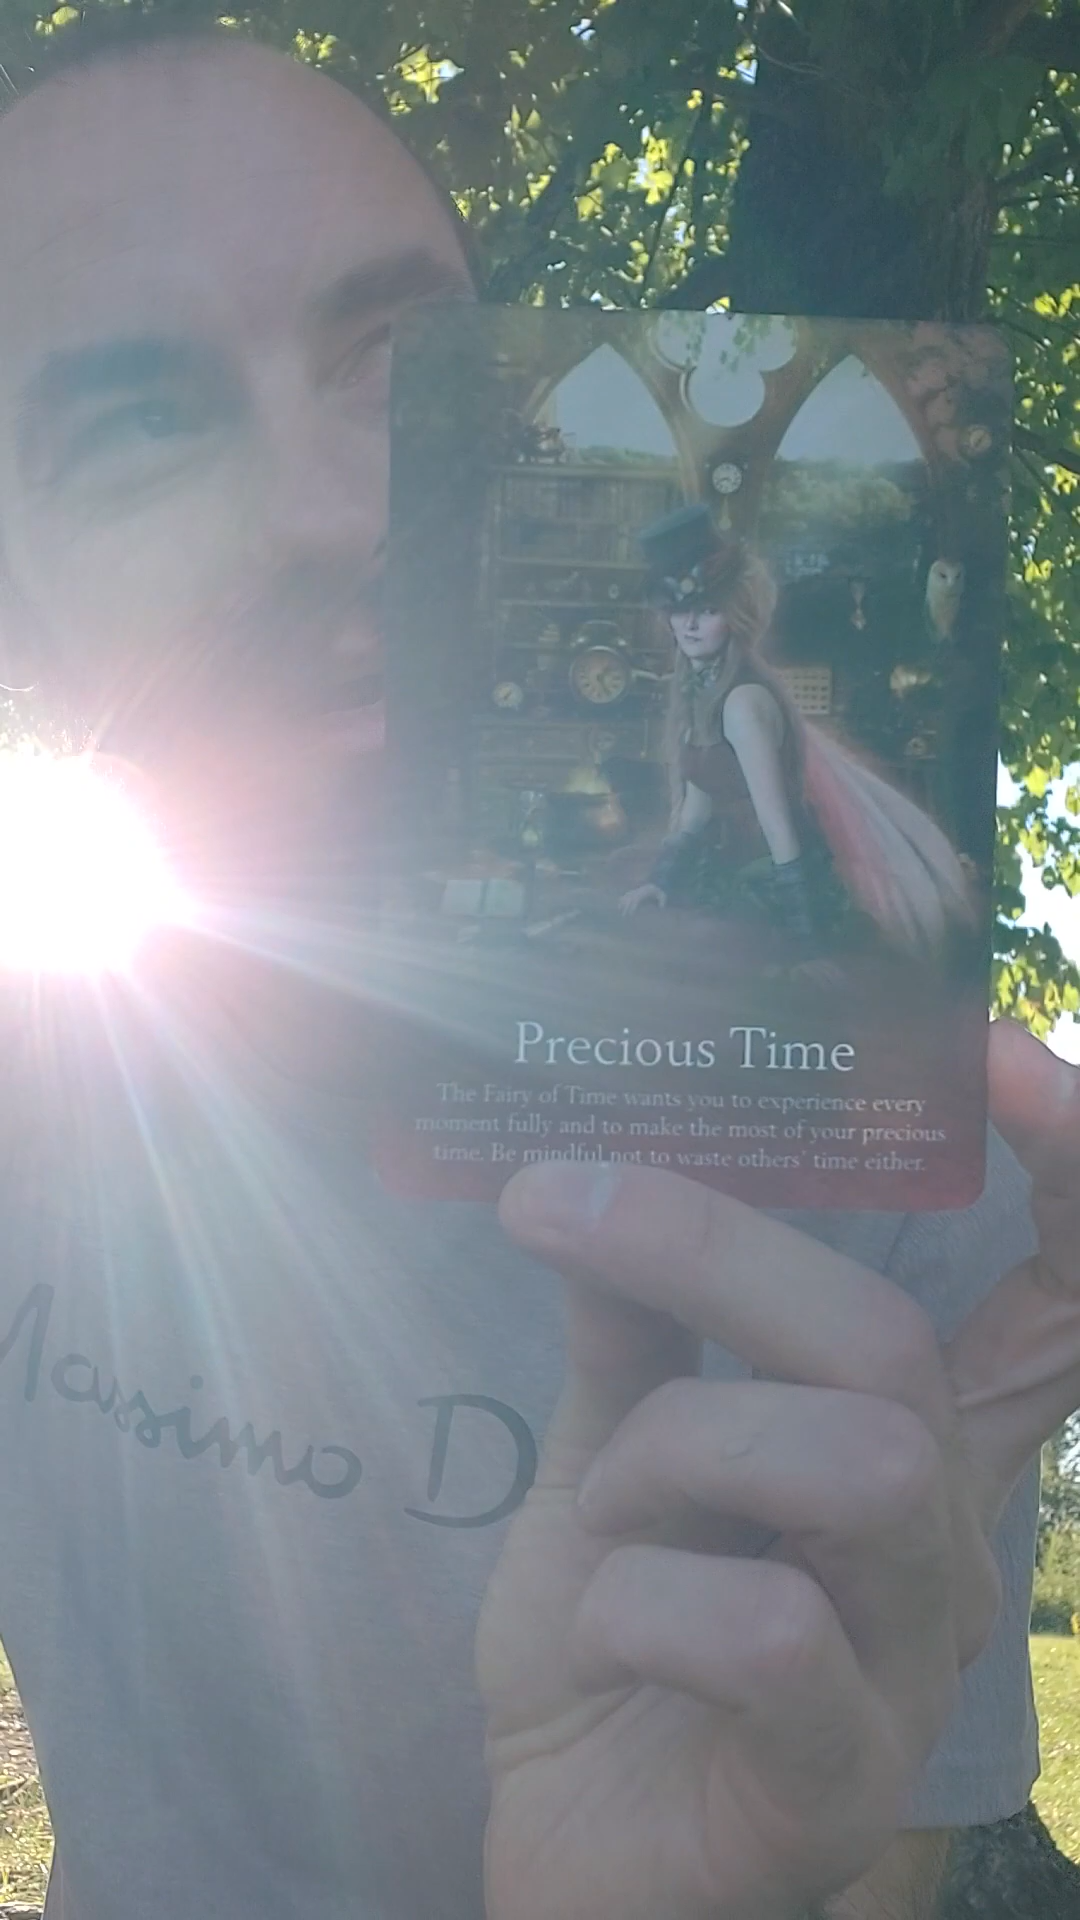 Precious Time
The Fairy of Time wants you to experience every
moment fully and to make the most of your precious
time. Be mindful not to waste others' time either.
Massimo D